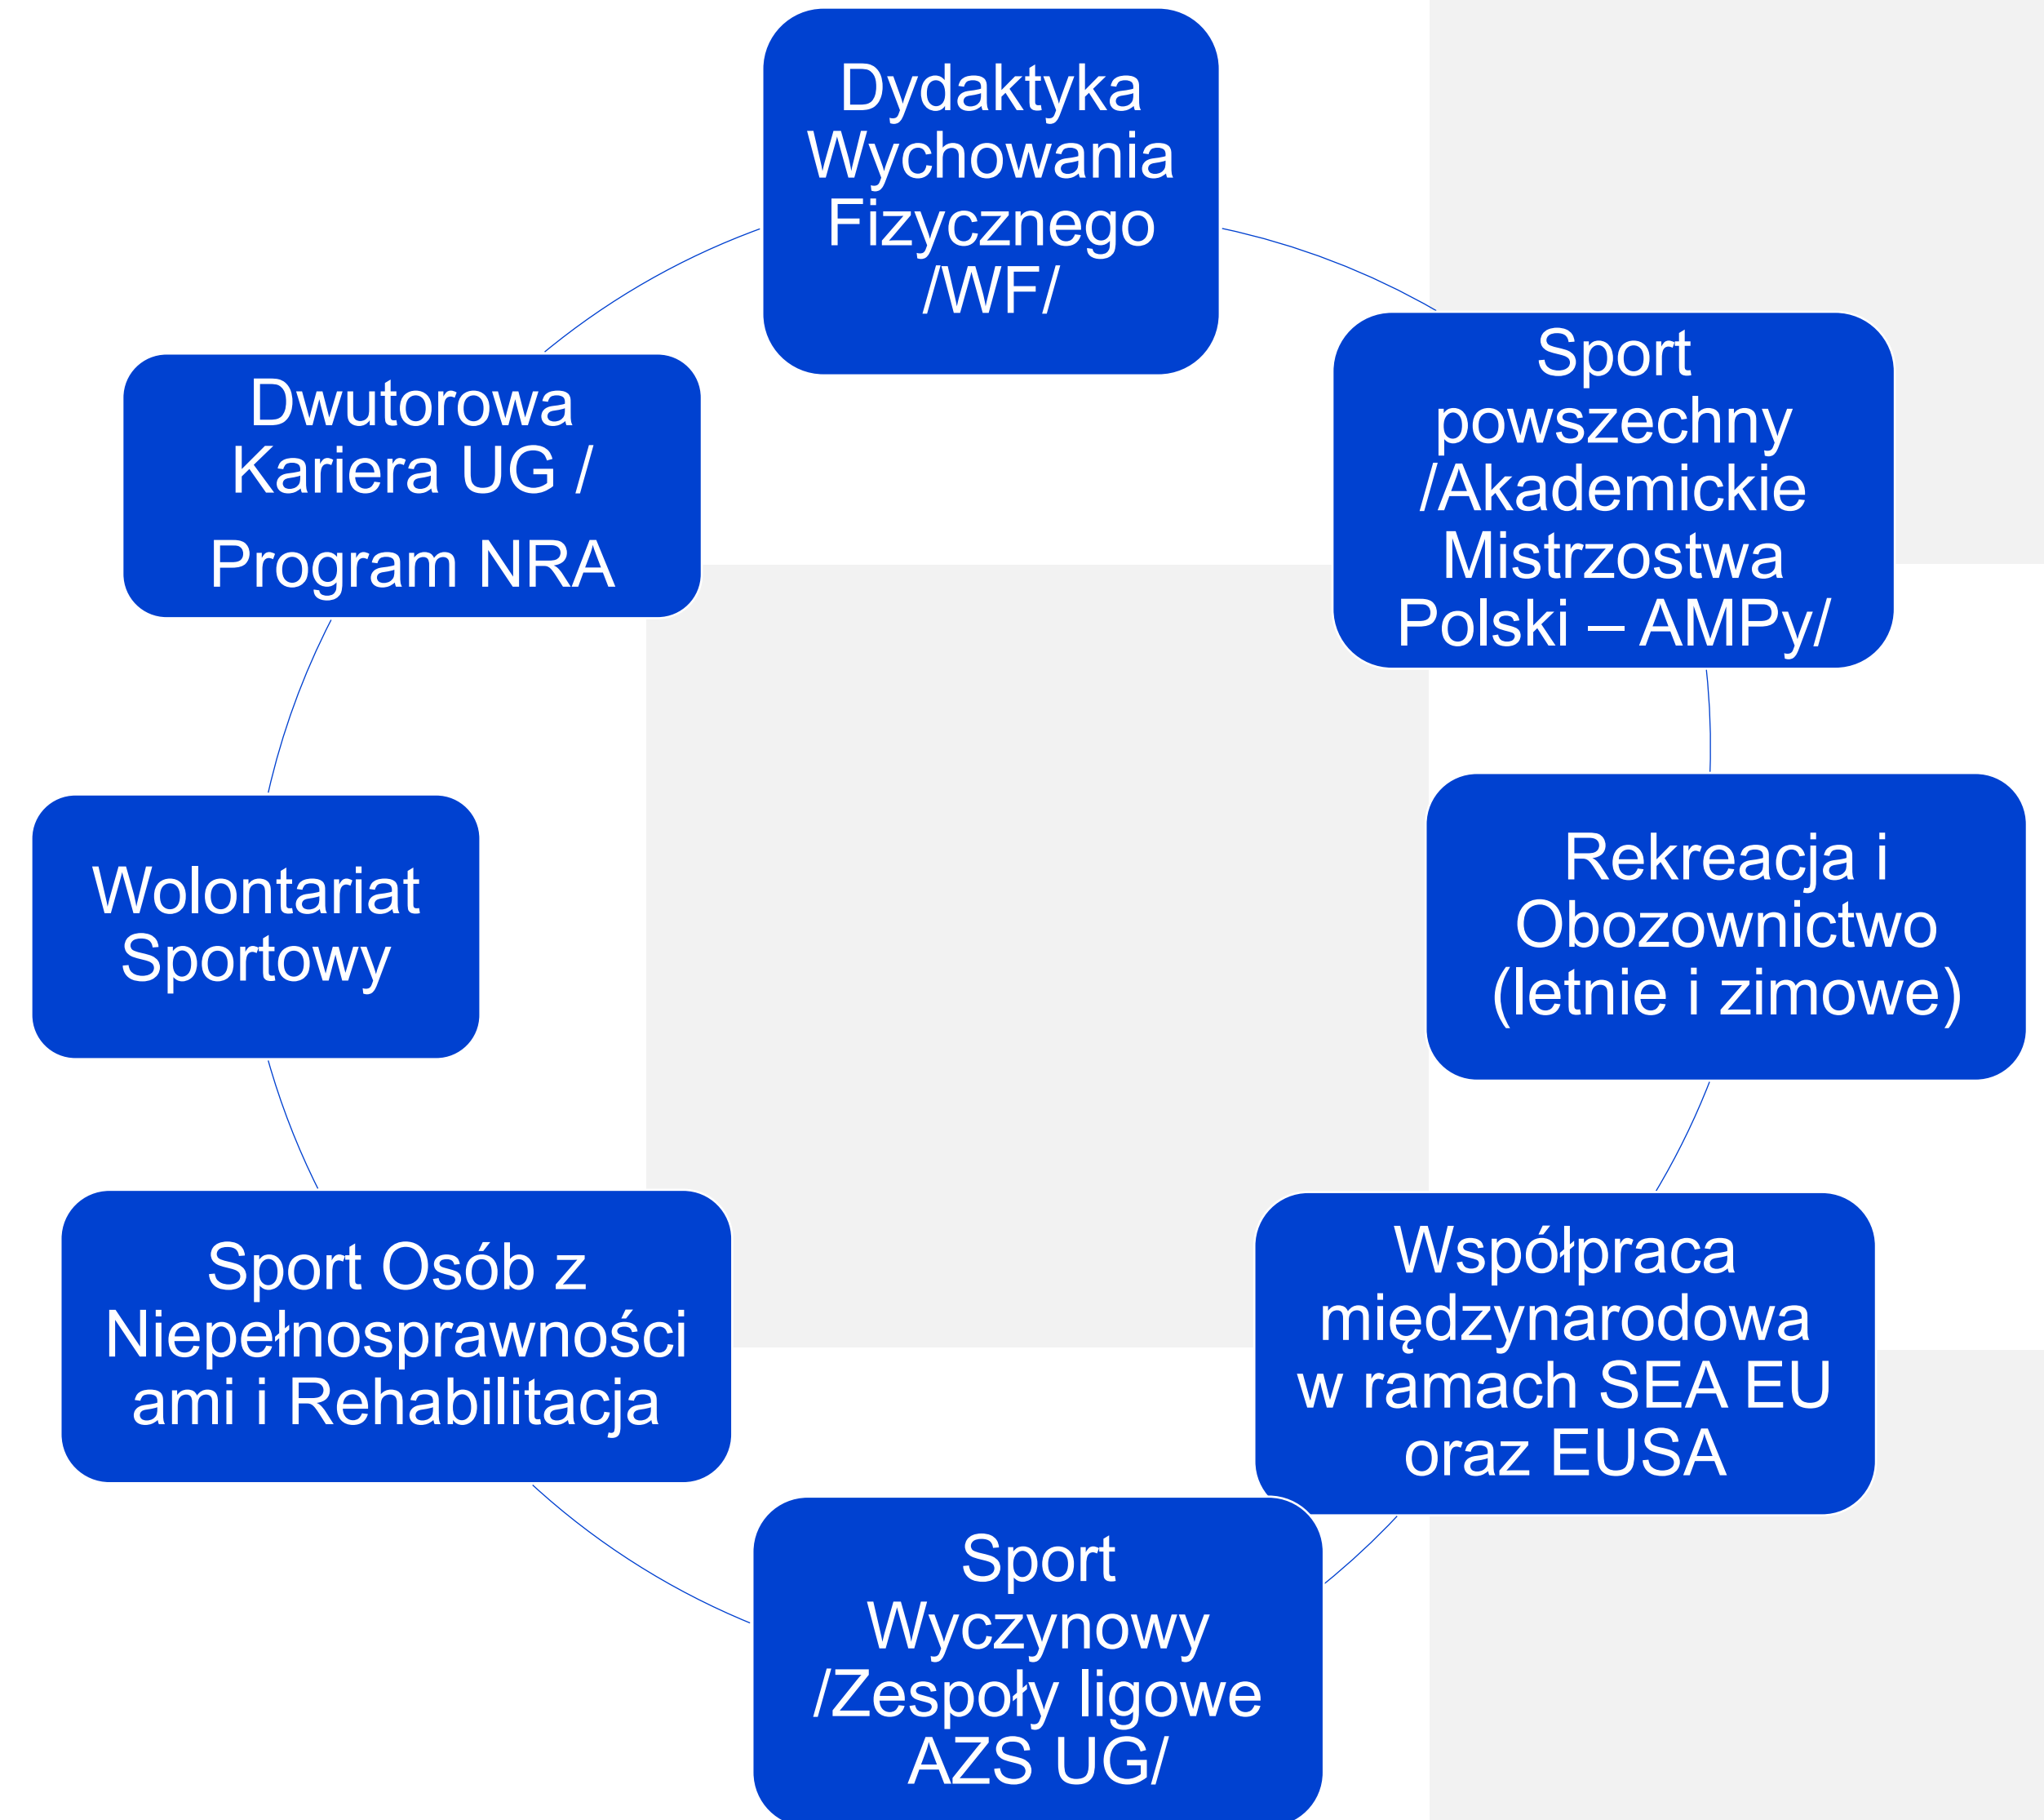 Dydaktyka
Wychowania
Fizycznego
/WF/
Sport
powszechny
/Akademickie
Mistrzostwa
Polski – AMPy/
Rekreacja i
Obozownictwo
(letnie i zimowe)
Współpraca
międzynarodowa
w ramach SEA EU
oraz EUSA
Sport
Wyczynowy
/Zespoły ligowe
AZS UG/
Sport Osób z
Niepełnosprawności
ami i Rehabilitacja
Wolontariat
Sportowy
Dwutorowa
Kariera UG /
Program NRA